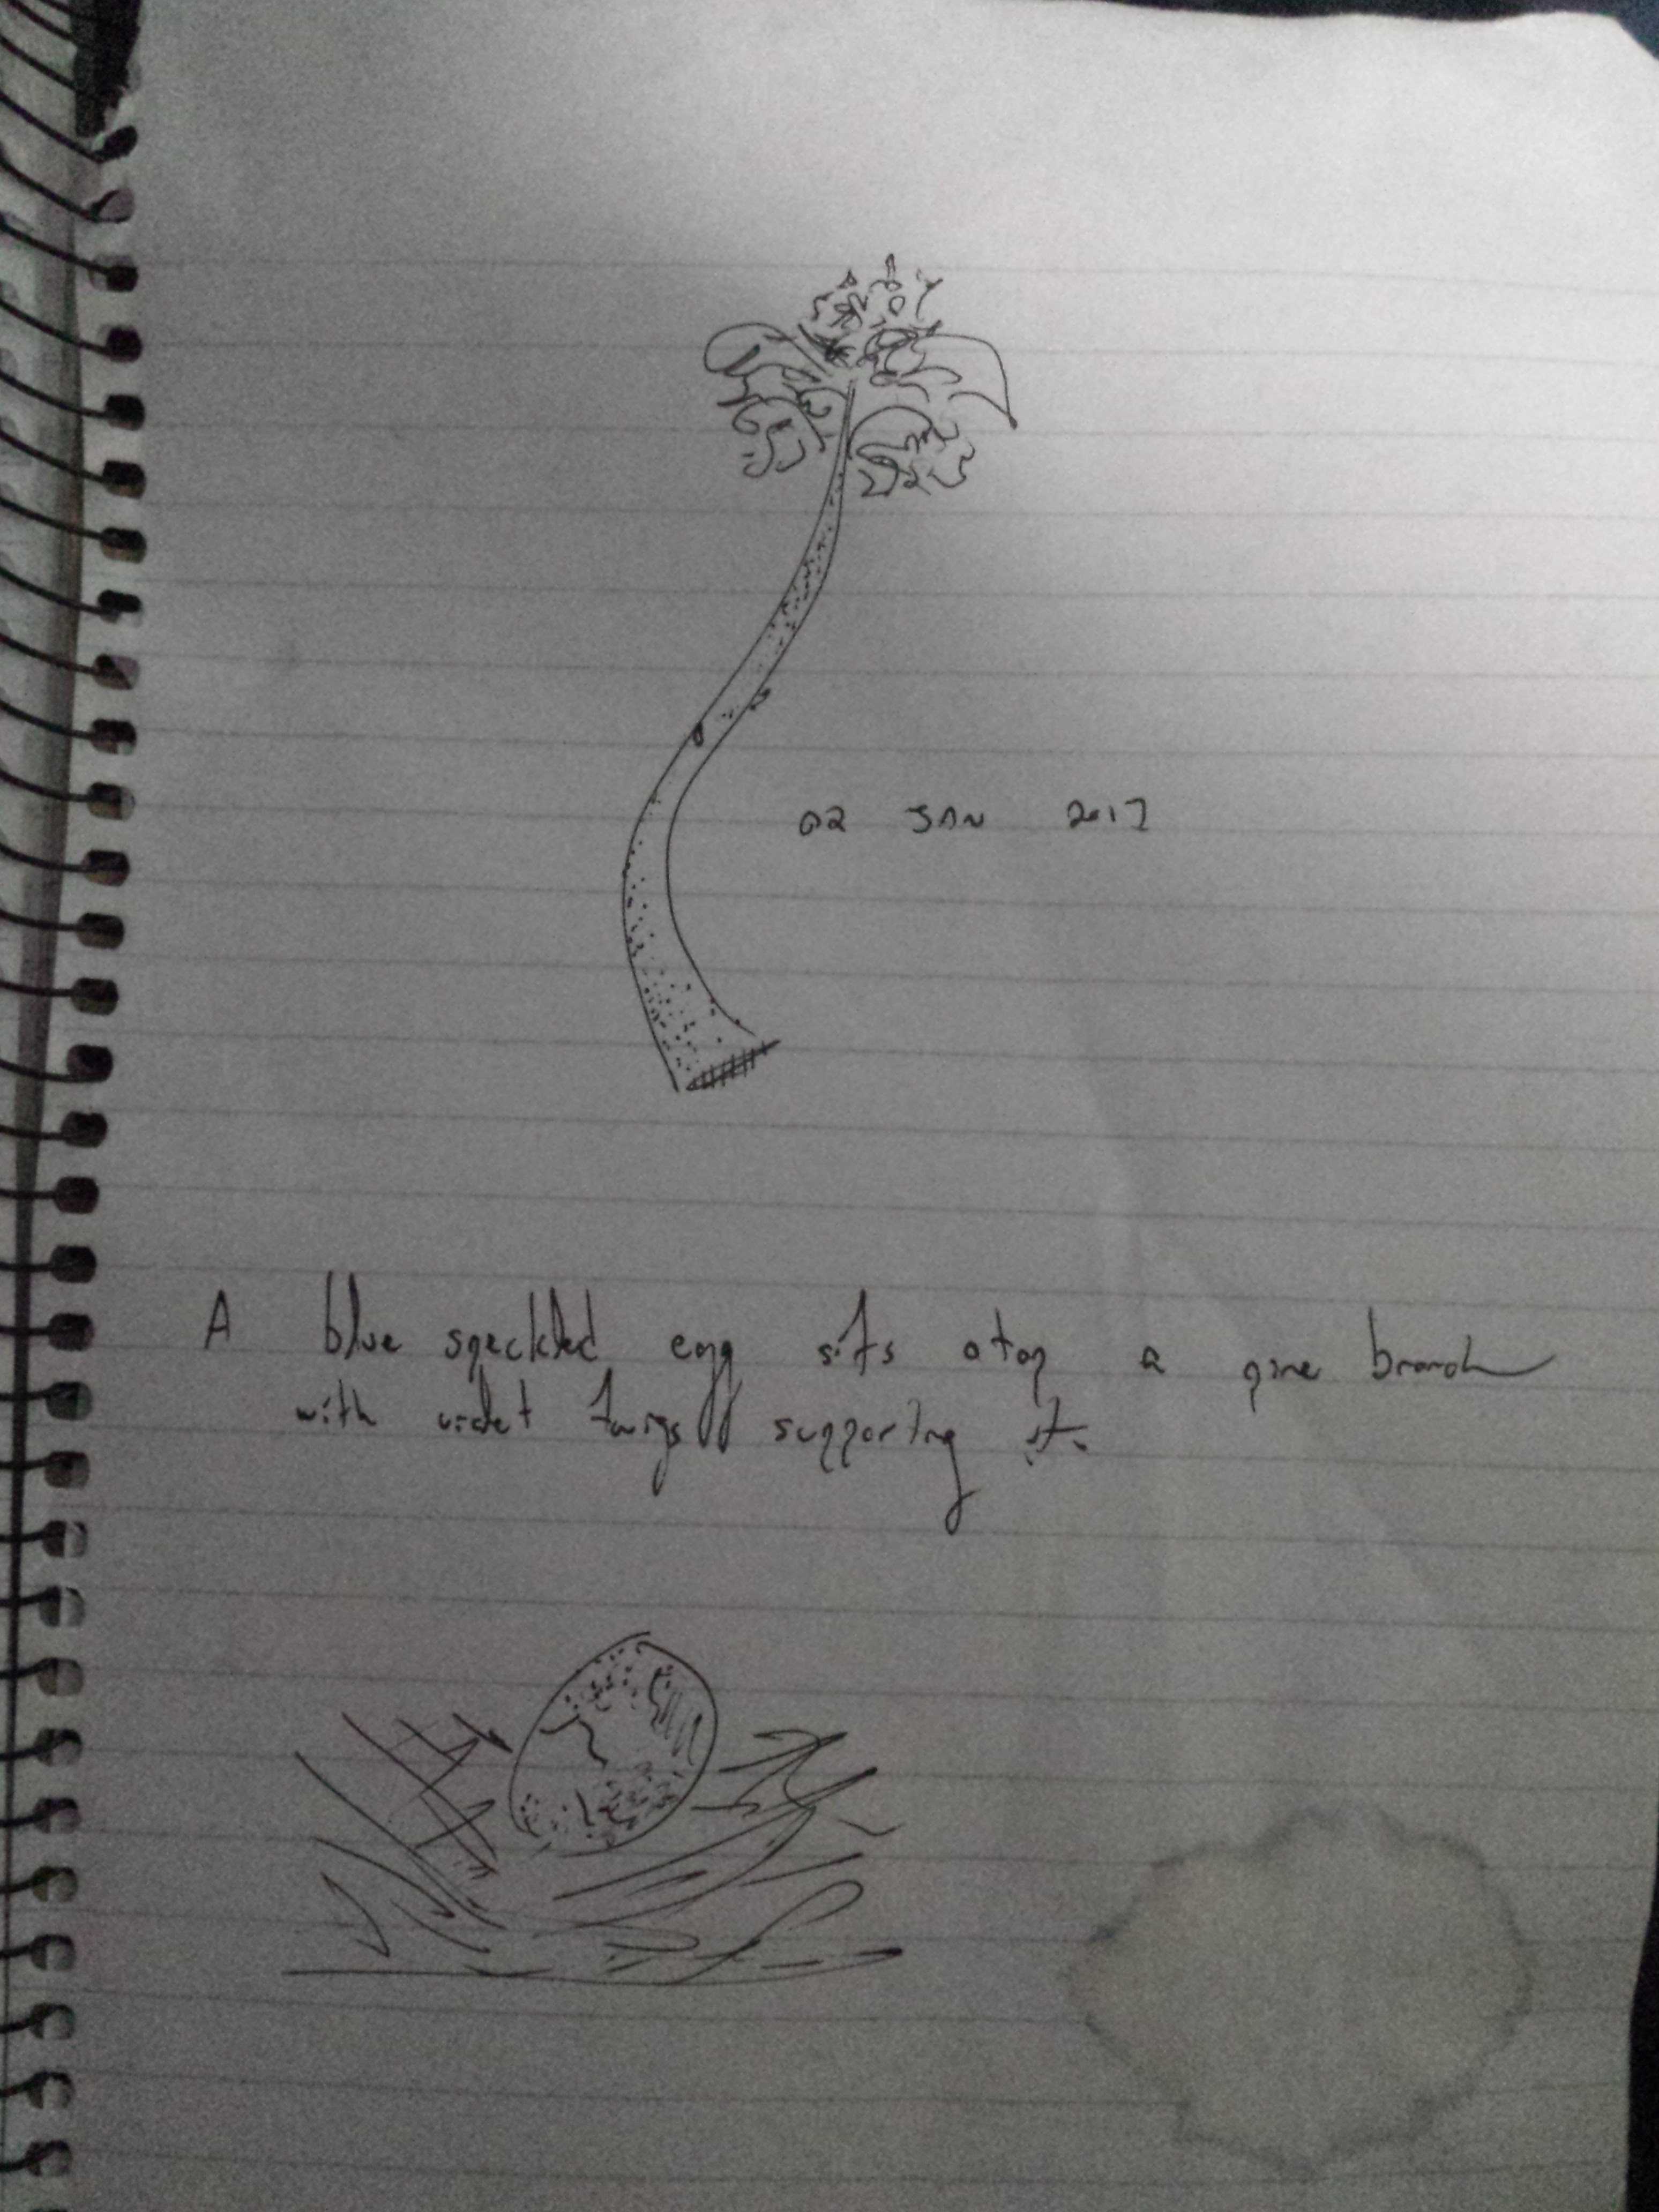 02 JAN 2017
A blue speckled egg sits atop a pine branch
with violet twigs supporting it.